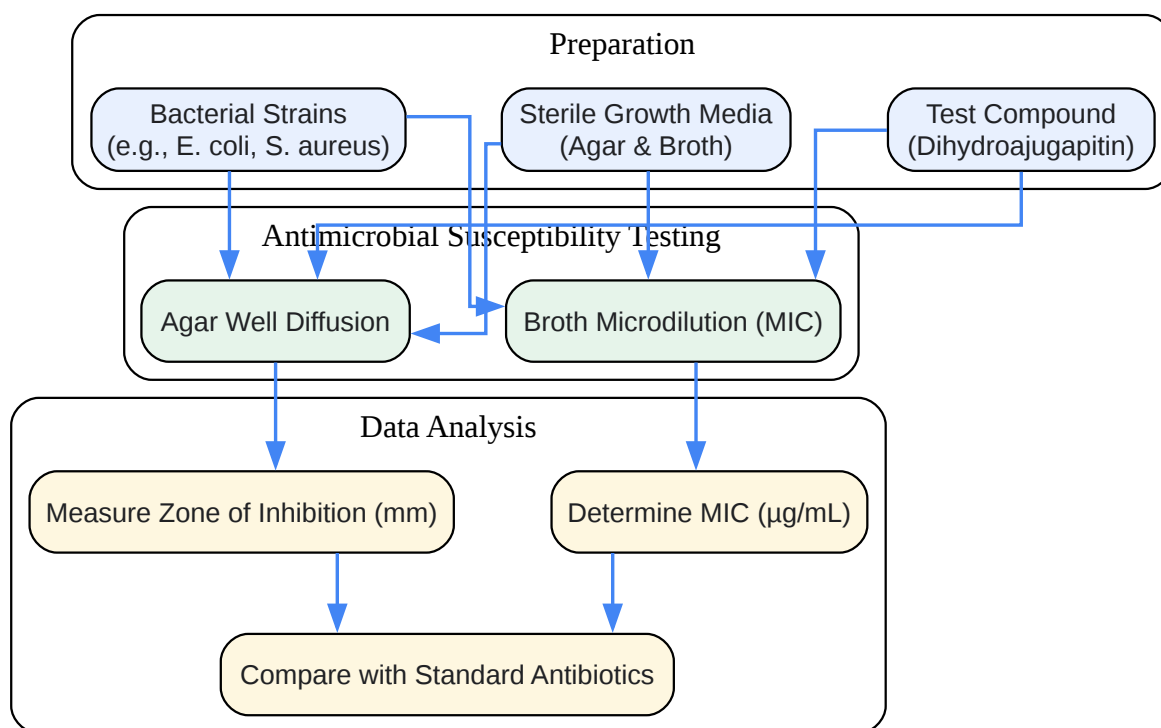 Preparation
Bacterial Strains
(e.g., E. coli, S. aureus)
Sterile Growth Media
(Agar & Broth)
Test Compound
(Dihydroajugapitin)
Antimicrobial Susceptibility Testing
Agar Well Diffusion
Broth Microdilution (MIC)
Data Analysis
Measure Zone of Inhibition (mm)
Determine MIC (µg/mL)
Compare with Standard Antibiotics